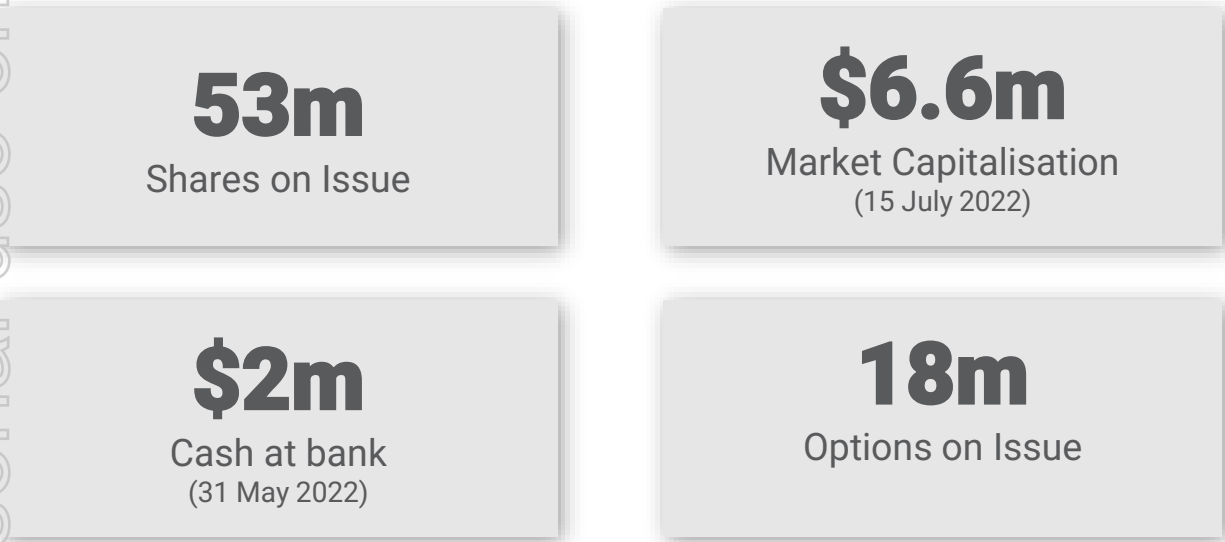 53m
Shares on Issue
$6.6m
Market Capitalisation
(15 July 2022)
$2m
Cash at bank
(31 May 2022)
18m
Options on Issue